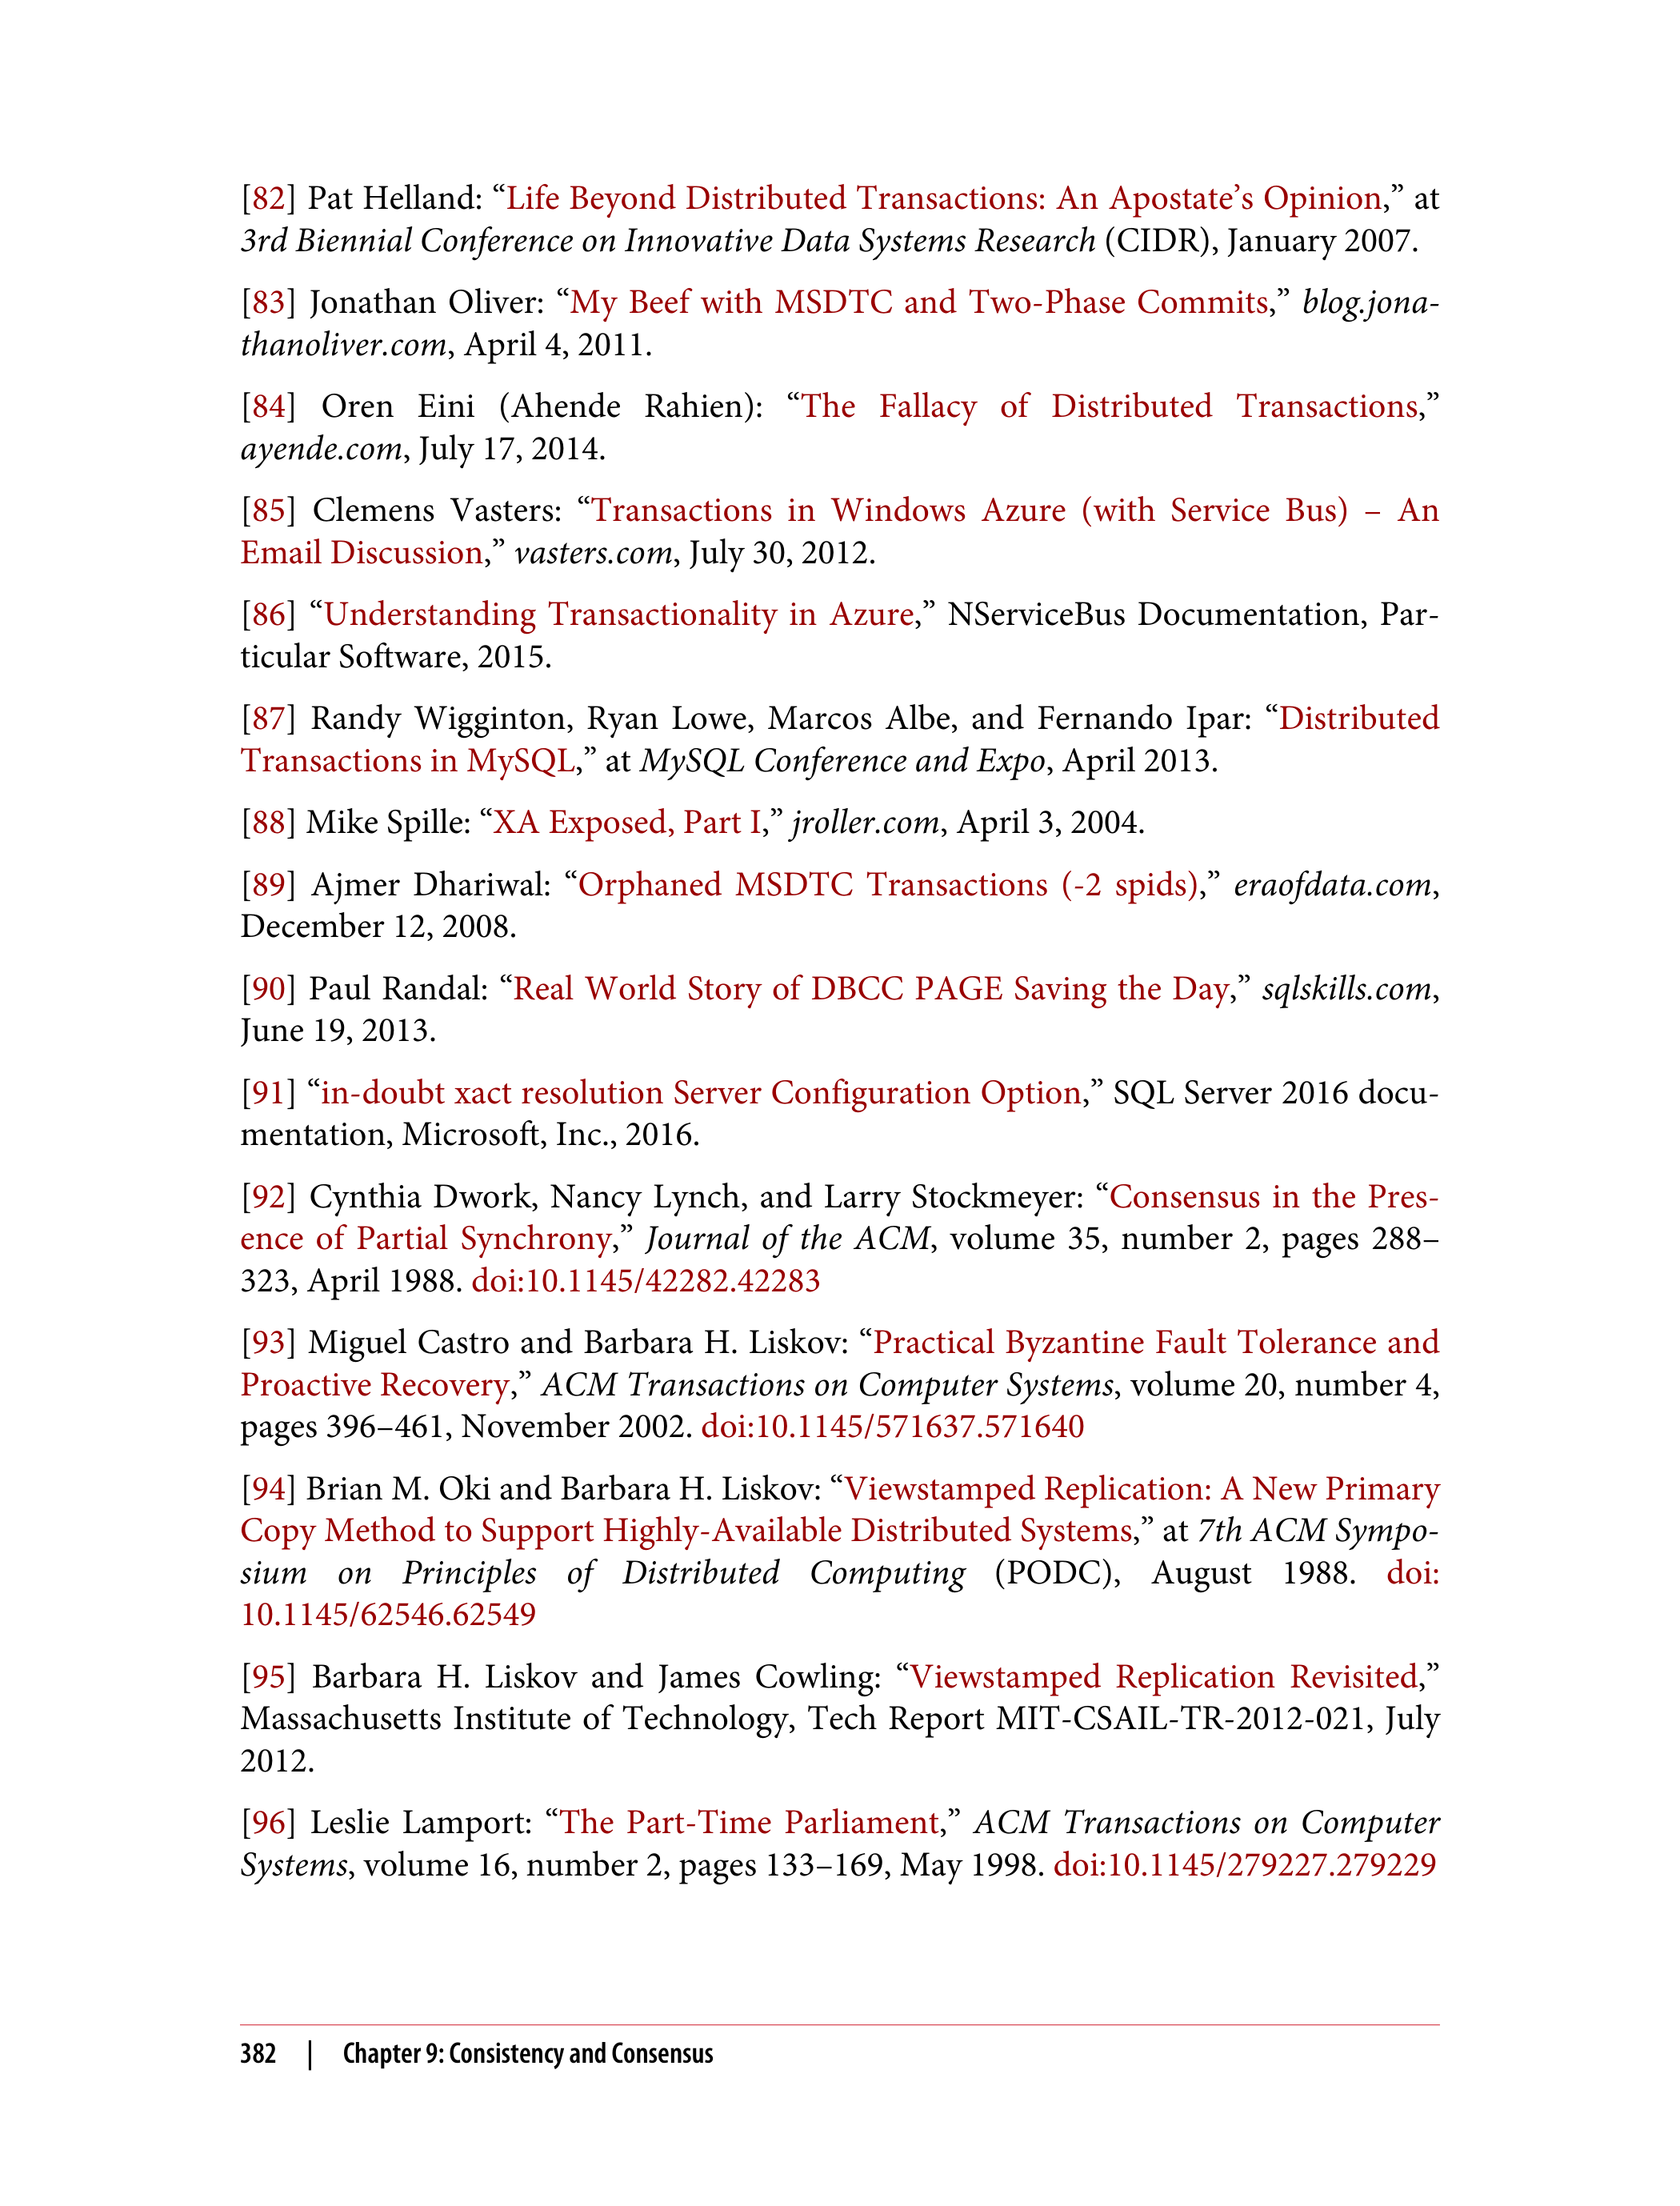 [82] Pat Helland: “Life Beyond Distributed Transactions: An Apostate’s Opinion,” at
3rd Biennial Conference on Innovative Data Systems Research (CIDR), January 2007.
[83] Jonathan Oliver: “My Beef with MSDTC and Two-Phase Commits,” blog.jona-
thanoliver.com, April 4, 2011.
[84] Oren Eini (Ahende Rahien): “The Fallacy of Distributed Transactions,”
ayende.com, July 17, 2014.
[85] Clemens Vasters: “Transactions in Windows Azure (with Service Bus) – An
Email Discussion,” vasters.com, July 30, 2012.
[86] “Understanding Transactionality in Azure,” NServiceBus Documentation, Par-
ticular Software, 2015.
[87] Randy Wigginton, Ryan Lowe, Marcos Albe, and Fernando Ipar: “Distributed
Transactions in MySQL,” at MySQL Conference and Expo, April 2013.
[88] Mike Spille: “XA Exposed, Part I,” jroller.com, April 3, 2004.
[89] Ajmer Dhariwal: “Orphaned MSDTC Transactions (-2 spids),” eraofdata.com,
December 12, 2008.
[90] Paul Randal: “Real World Story of DBCC PAGE Saving the Day,” sqlskills.com,
June 19, 2013.
[91] “in-doubt xact resolution Server Configuration Option,” SQL Server 2016 docu-
mentation, Microsoft, Inc., 2016.
[92] Cynthia Dwork, Nancy Lynch, and Larry Stockmeyer: “Consensus in the Pres-
ence of Partial Synchrony,” Journal of the ACM, volume 35, number 2, pages 288–
323, April 1988. doi:10.1145/42282.42283
[93] Miguel Castro and Barbara H. Liskov: “Practical Byzantine Fault Tolerance and
Proactive Recovery,” ACM Transactions on Computer Systems, volume 20, number 4,
pages 396–461, November 2002. doi:10.1145/571637.571640
[94] Brian M. Oki and Barbara H. Liskov: “Viewstamped Replication: A New Primary
Copy Method to Support Highly-Available Distributed Systems,” at 7th ACM Sympo-
sium on Principles of Distributed Computing (PODC), August 1988. doi:
10.1145/62546.62549
[95] Barbara H. Liskov and James Cowling: “Viewstamped Replication Revisited,”
Massachusetts Institute of Technology, Tech Report MIT-CSAIL-TR-2012-021, July
2012.
[96] Leslie Lamport: “The Part-Time Parliament,” ACM Transactions on Computer
Systems, volume 16, number 2, pages 133–169, May 1998. doi:10.1145/279227.279229
382 | Chapter 9: Consistency and Consensus